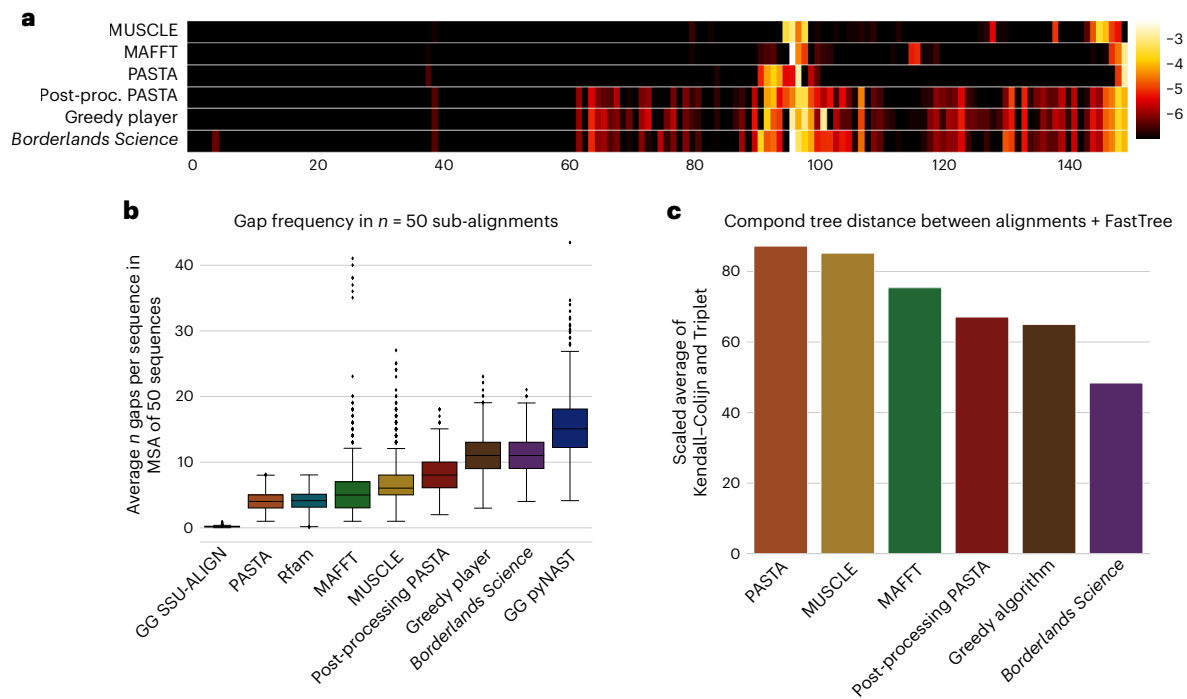 a
MUSCLE
MAFFT
PASTA
Post-proc. PASTA
Greedy player
Borderlands Science
0 20 40 60 80 100 120 140
–3
–4
–5
–6
b
Gap frequency in n = 50 sub-alignments
Average n gaps per sequence in
MSA of 50 sequences
40
30
20
10
0
GG SSU-ALIGN
PASTA
Rfam
MAFFT
MUSCLE
Post-processing PASTA
Greedy player
Borderlands Science
GG pyNAST
c
Compond tree distance between alignments + FastTree
Scaled average of
Kendall–Colijn and Triplet
80
60
40
20
0
PASTA
MUSCLE
MAFFT
Post-processing PASTA
Greedy algorithm
Borderlands Science